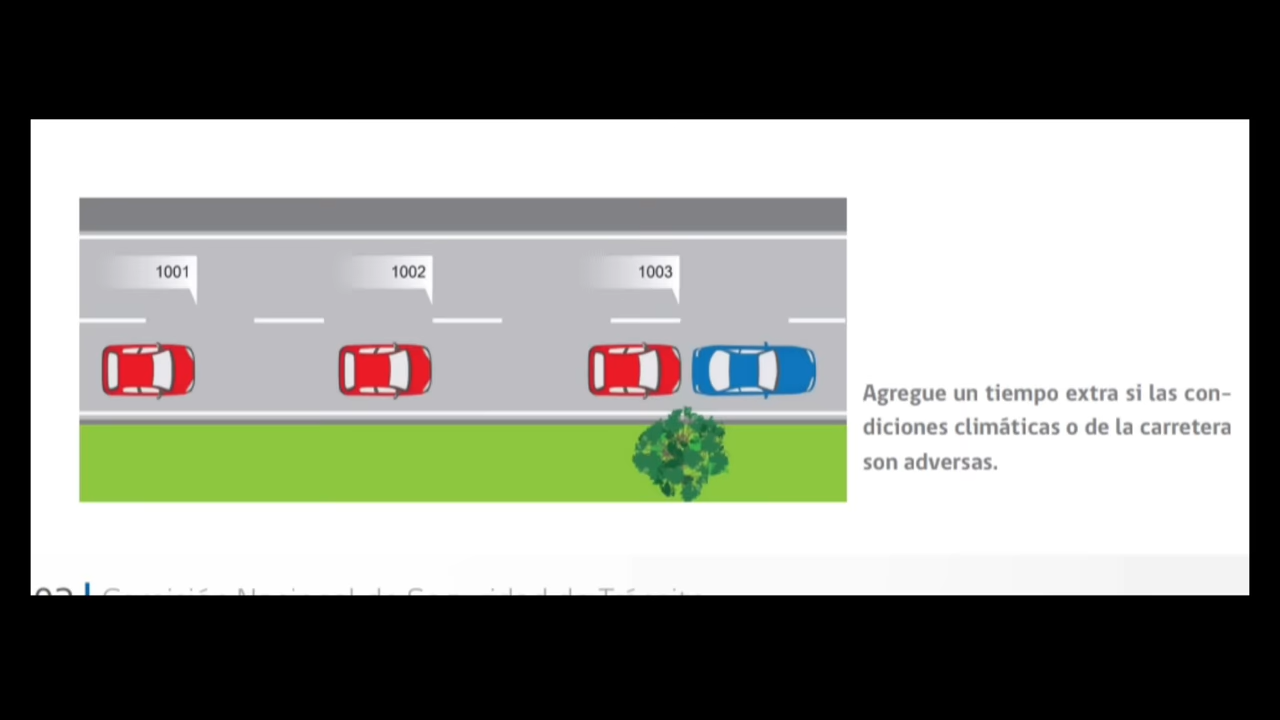 1001
1002
1003
Agregue un tiempo extra si las con-
diciones climáticas o de la carretera
son adversas.